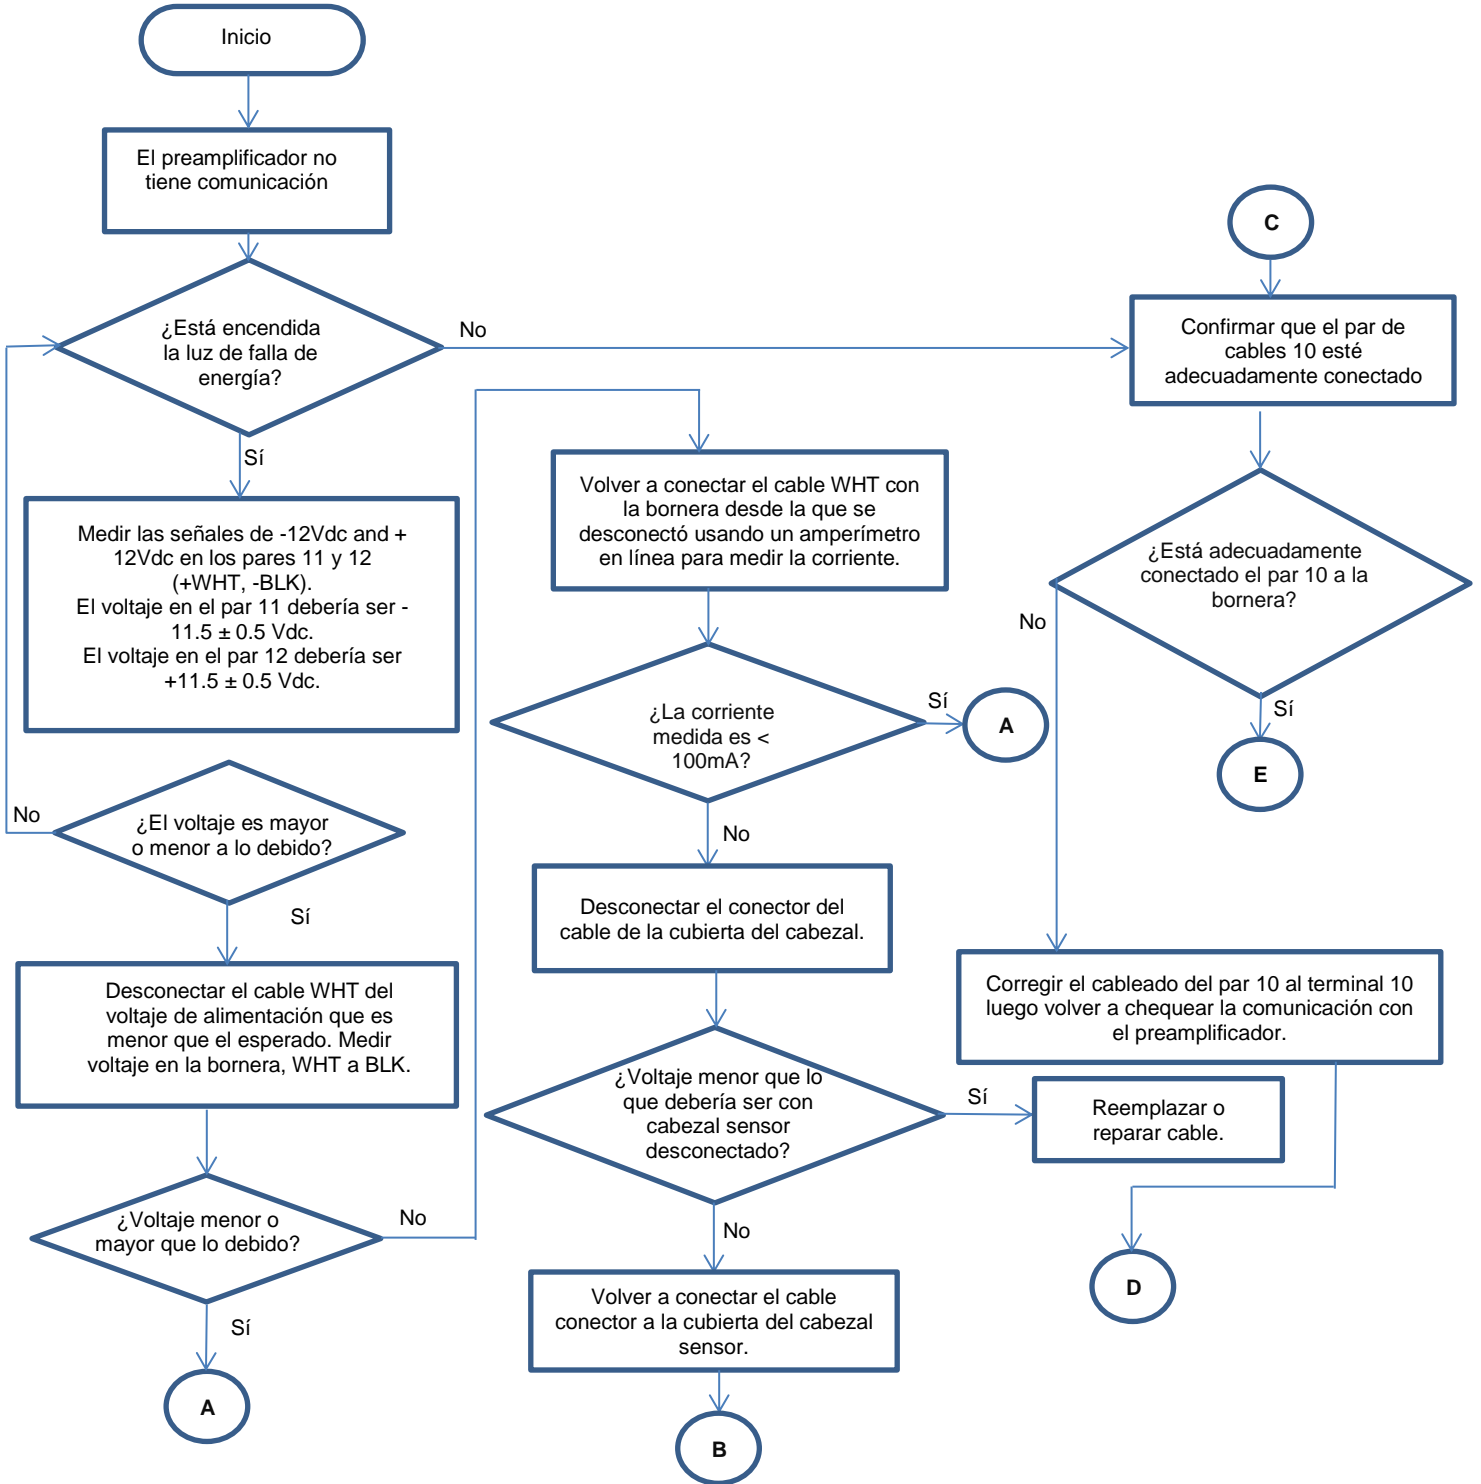 Inicio
El preamplificador no
tiene comunicación
¿Está encendida
la luz de falla de
energía?
No
Sí
Medir las señales de -12Vdc and +
12Vdc en los pares 11 y 12
(+WHT, -BLK).
El voltaje en el par 11 debería ser -
11.5 ± 0.5 Vdc.
El voltaje en el par 12 debería ser
+11.5 ± 0.5 Vdc.
¿El voltaje es mayor
o menor a lo debido?
No
Sí
Desconectar el cable WHT del
voltaje de alimentación que es
menor que el esperado. Medir
voltaje en la bornera, WHT a BLK.
¿Voltaje menor o
mayor que lo debido?
No
Sí
A
Volver a conectar el cable WHT con
la bornera desde la que se
desconectó usando un amperímetro
en línea para medir la corriente.
¿La corriente
medida es <
100mA?
Sí
A
No
Desconectar el conector del
cable de la cubierta del cabezal.
¿Voltaje menor que lo
que debería ser con
cabezal sensor
desconectado?
Sí
Reemplazar o
reparar cable.
No
Volver a conectar el cable
conector a la cubierta del cabezal
sensor.
B
C
Confirmar que el par de
cables 10 esté
adecuadamente conectado
¿Está adecuadamente
conectado el par 10 a la
bornera?
No
Sí
E
Corregir el cableado del par 10 al terminal 10
luego volver a chequear la comunicación con
el preamplificador.
D